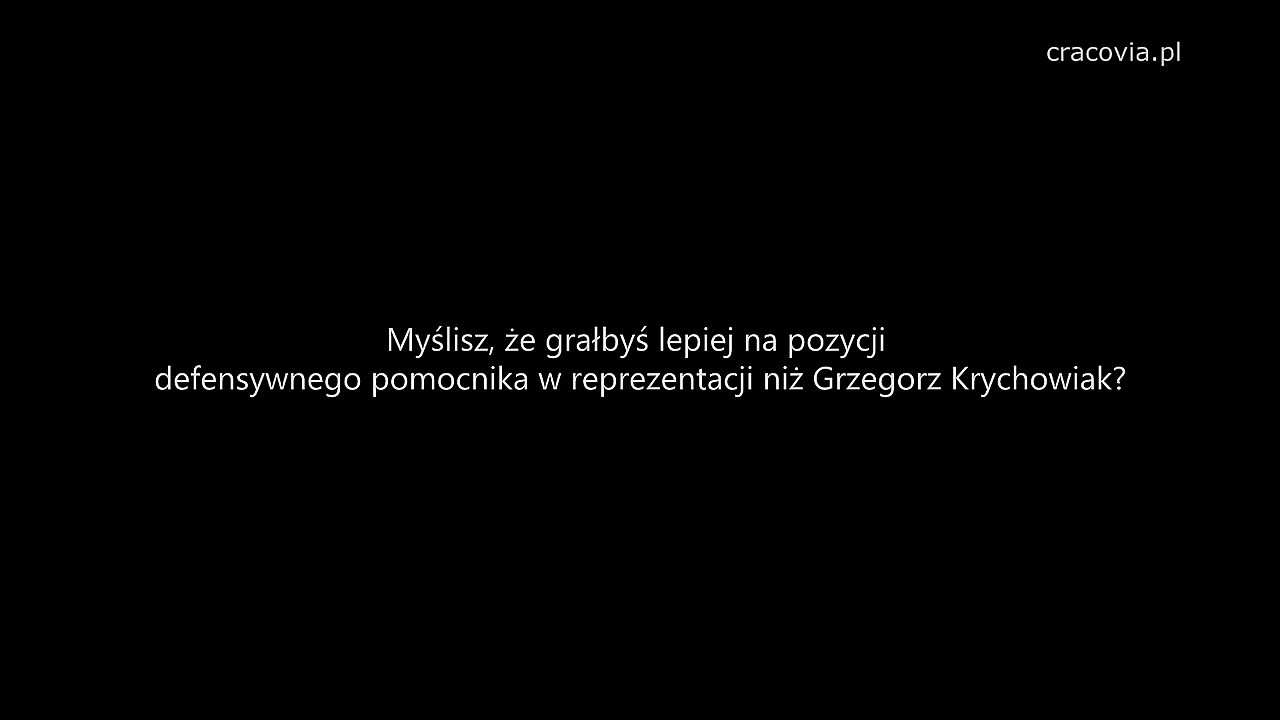 cracovia.pl
Myślisz, że grałbyś lepiej na pozycji
defensywnego pomocnika w reprezentacji niż Grzegorz Krychowiak?